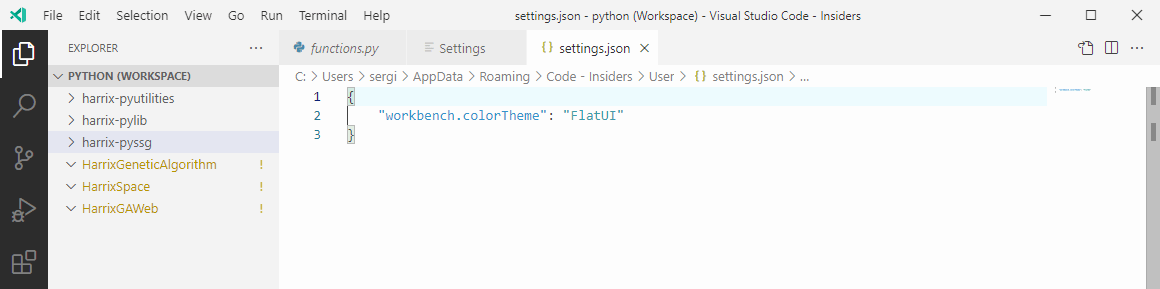 File Edit Selection View Go Run Terminal Help settings.json - python (Workspace) - Visual Studio Code - Insiders
EXPLORER ···
PYTHON (WORKSPACE)
harrix-pyutilities
harrix-pylib
harrix-pyssg
HarrixGeneticAlgorithm !
HarrixSpace !
HarrixGAWeb !
functions.py Settings {} settings.json
C: > Users > sergi > AppData > Roaming > Code - Insiders > User > {} settings.json > ...
1 {
2 "workbench.colorTheme": "FlatUI"
3 }